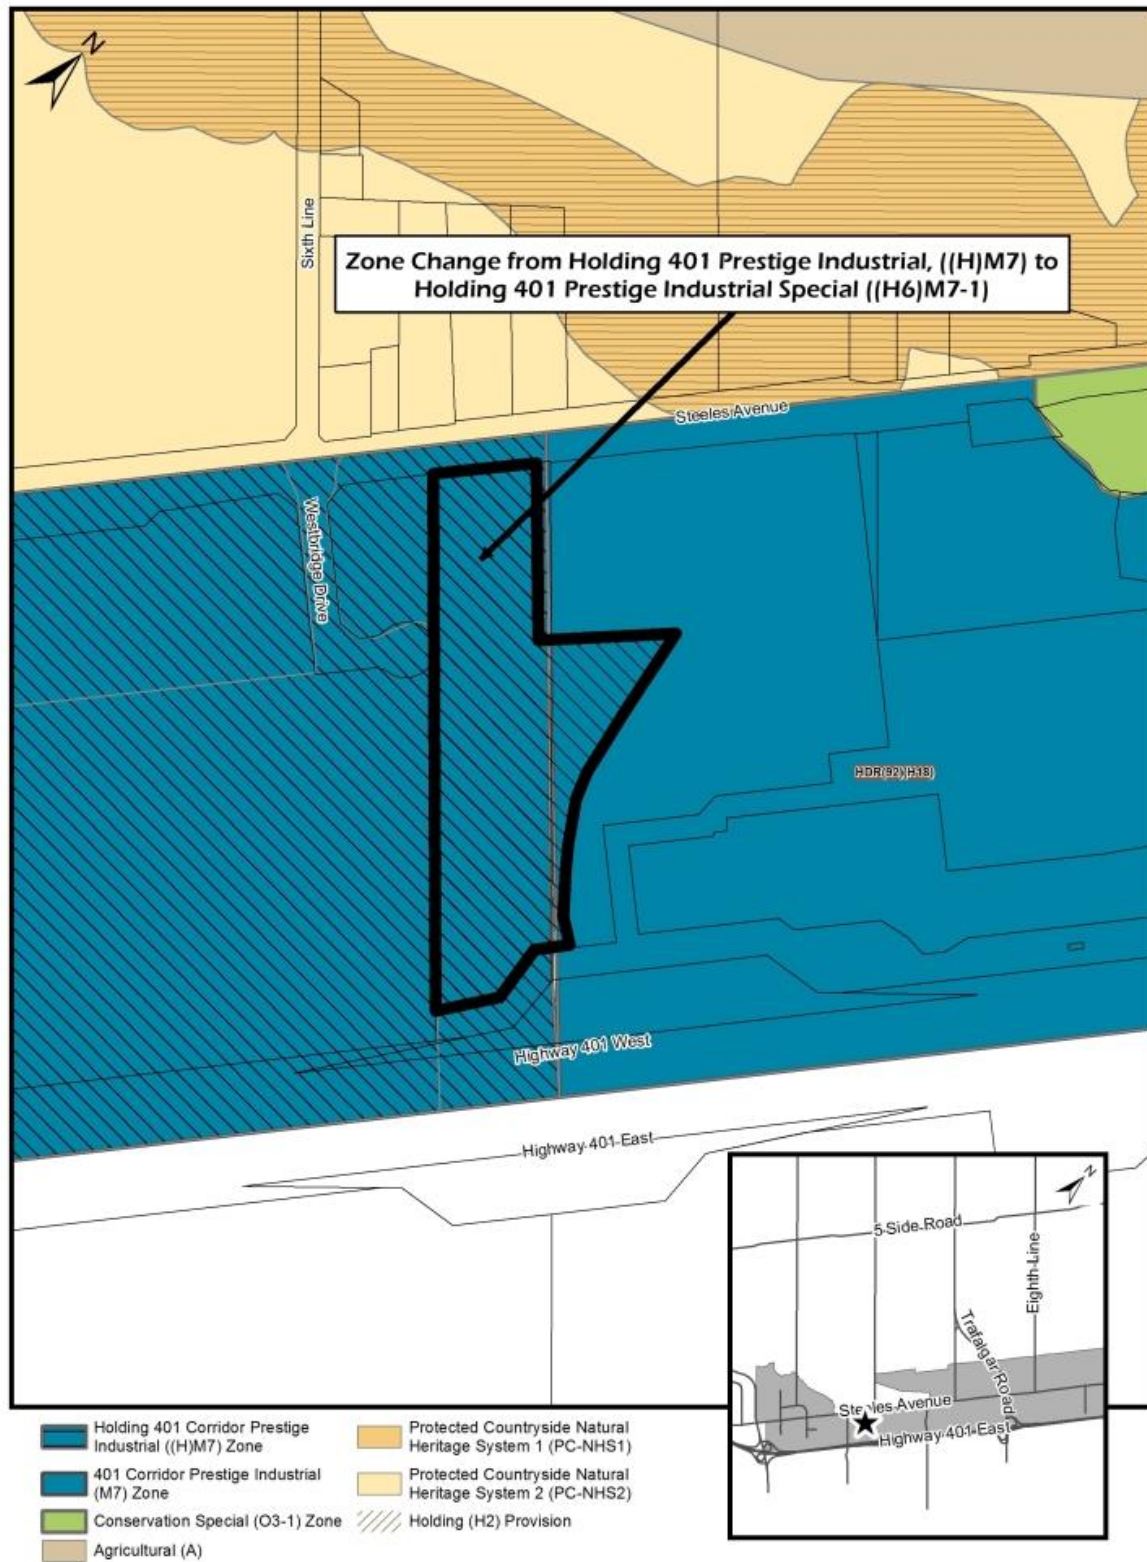 N
Sixth Line
Zone Change from Holding 401 Prestige Industrial, ((H)M7) to
Holding 401 Prestige Industrial Special ((H6)M7-1)
Steeles Avenue
Westbridge Drive
HDR(92)(H18)
Highway 401 West
Highway 401 East
N
5 Side Road
Eighth Line
Trafalgar Road
Steeles Avenue
Highway 401 East
Holding 401 Corridor Prestige
Industrial ((H)M7) Zone
401 Corridor Prestige Industrial
(M7) Zone
Conservation Special (O3-1) Zone
Agricultural (A)
Protected Countryside Natural
Heritage System 1 (PC-NHS1)
Protected Countryside Natural
Heritage System 2 (PC-NHS2)
Holding (H2) Provision